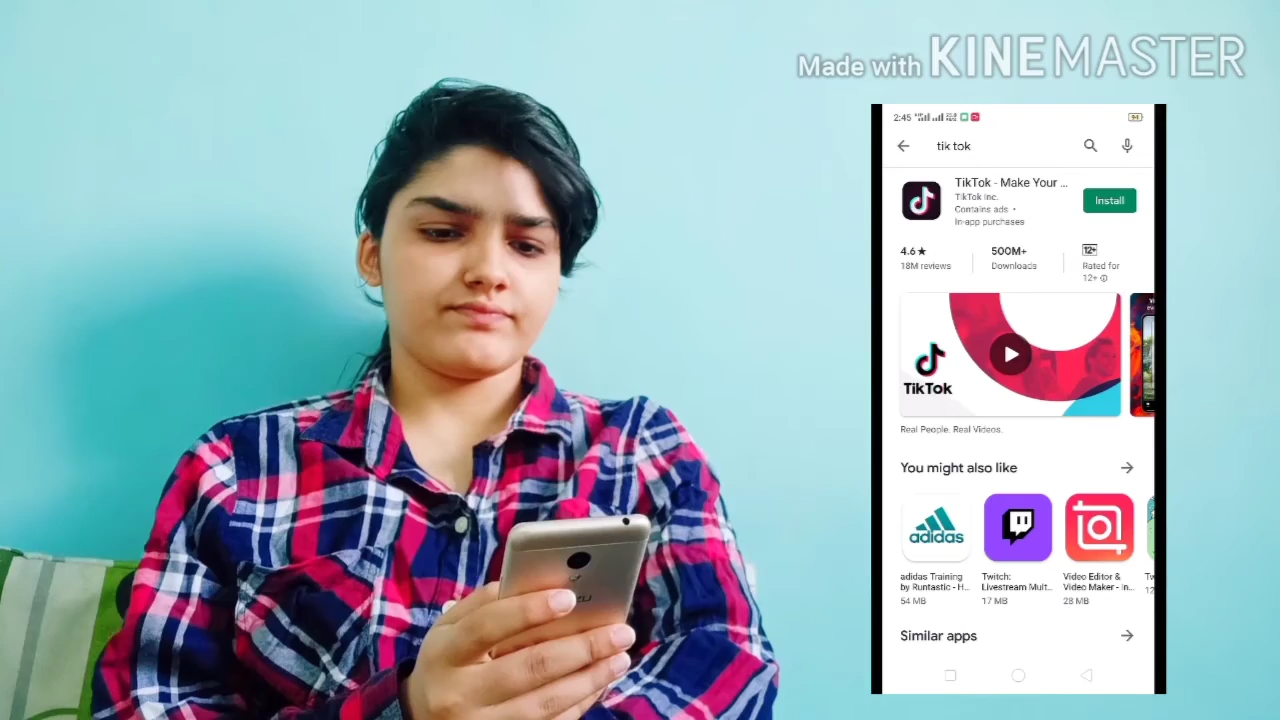 Made with KINEMASTER
2:45
tik tok
TikTok - Make Your ...
TikTok Inc.
Contains ads •
In-app purchases
Install
4.6★
18M reviews
500M+
Downloads
12+
Rated for
12+
TikTok
Real People. Real Videos.
You might also like
adidas
adidas Training
by Runtastic - H...
54 MB
Twitch:
Livestream Mult...
17 MB
Video Editor &
Video Maker - In...
28 MB
Similar apps